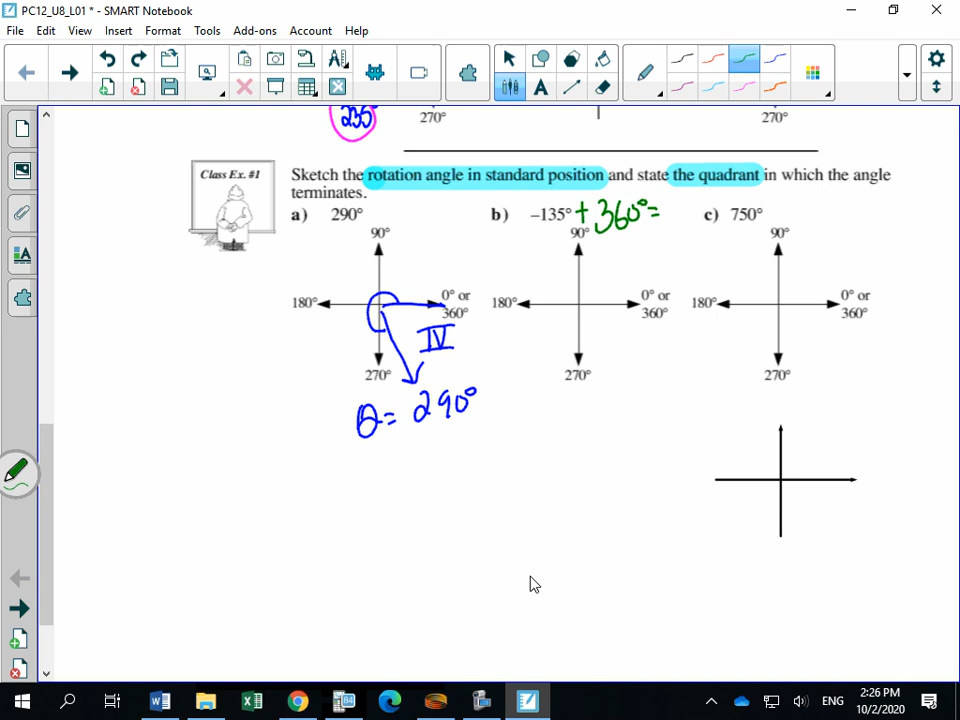 PC12_U8_L01 * - SMART Notebook
File Edit View Insert Format Tools Add-ons Account Help
235°
270°
270°
Class Ex. #1
Sketch the rotation angle in standard position and state the quadrant in which the angle
terminates.
a) 290°
b) –135° + 360° =
c) 750°
90°
180°
0° or
360°
270°
IV
θ = 290°
90°
180°
0° or
360°
270°
90°
180°
0° or
360°
270°
ENG
2:26 PM
10/2/2020